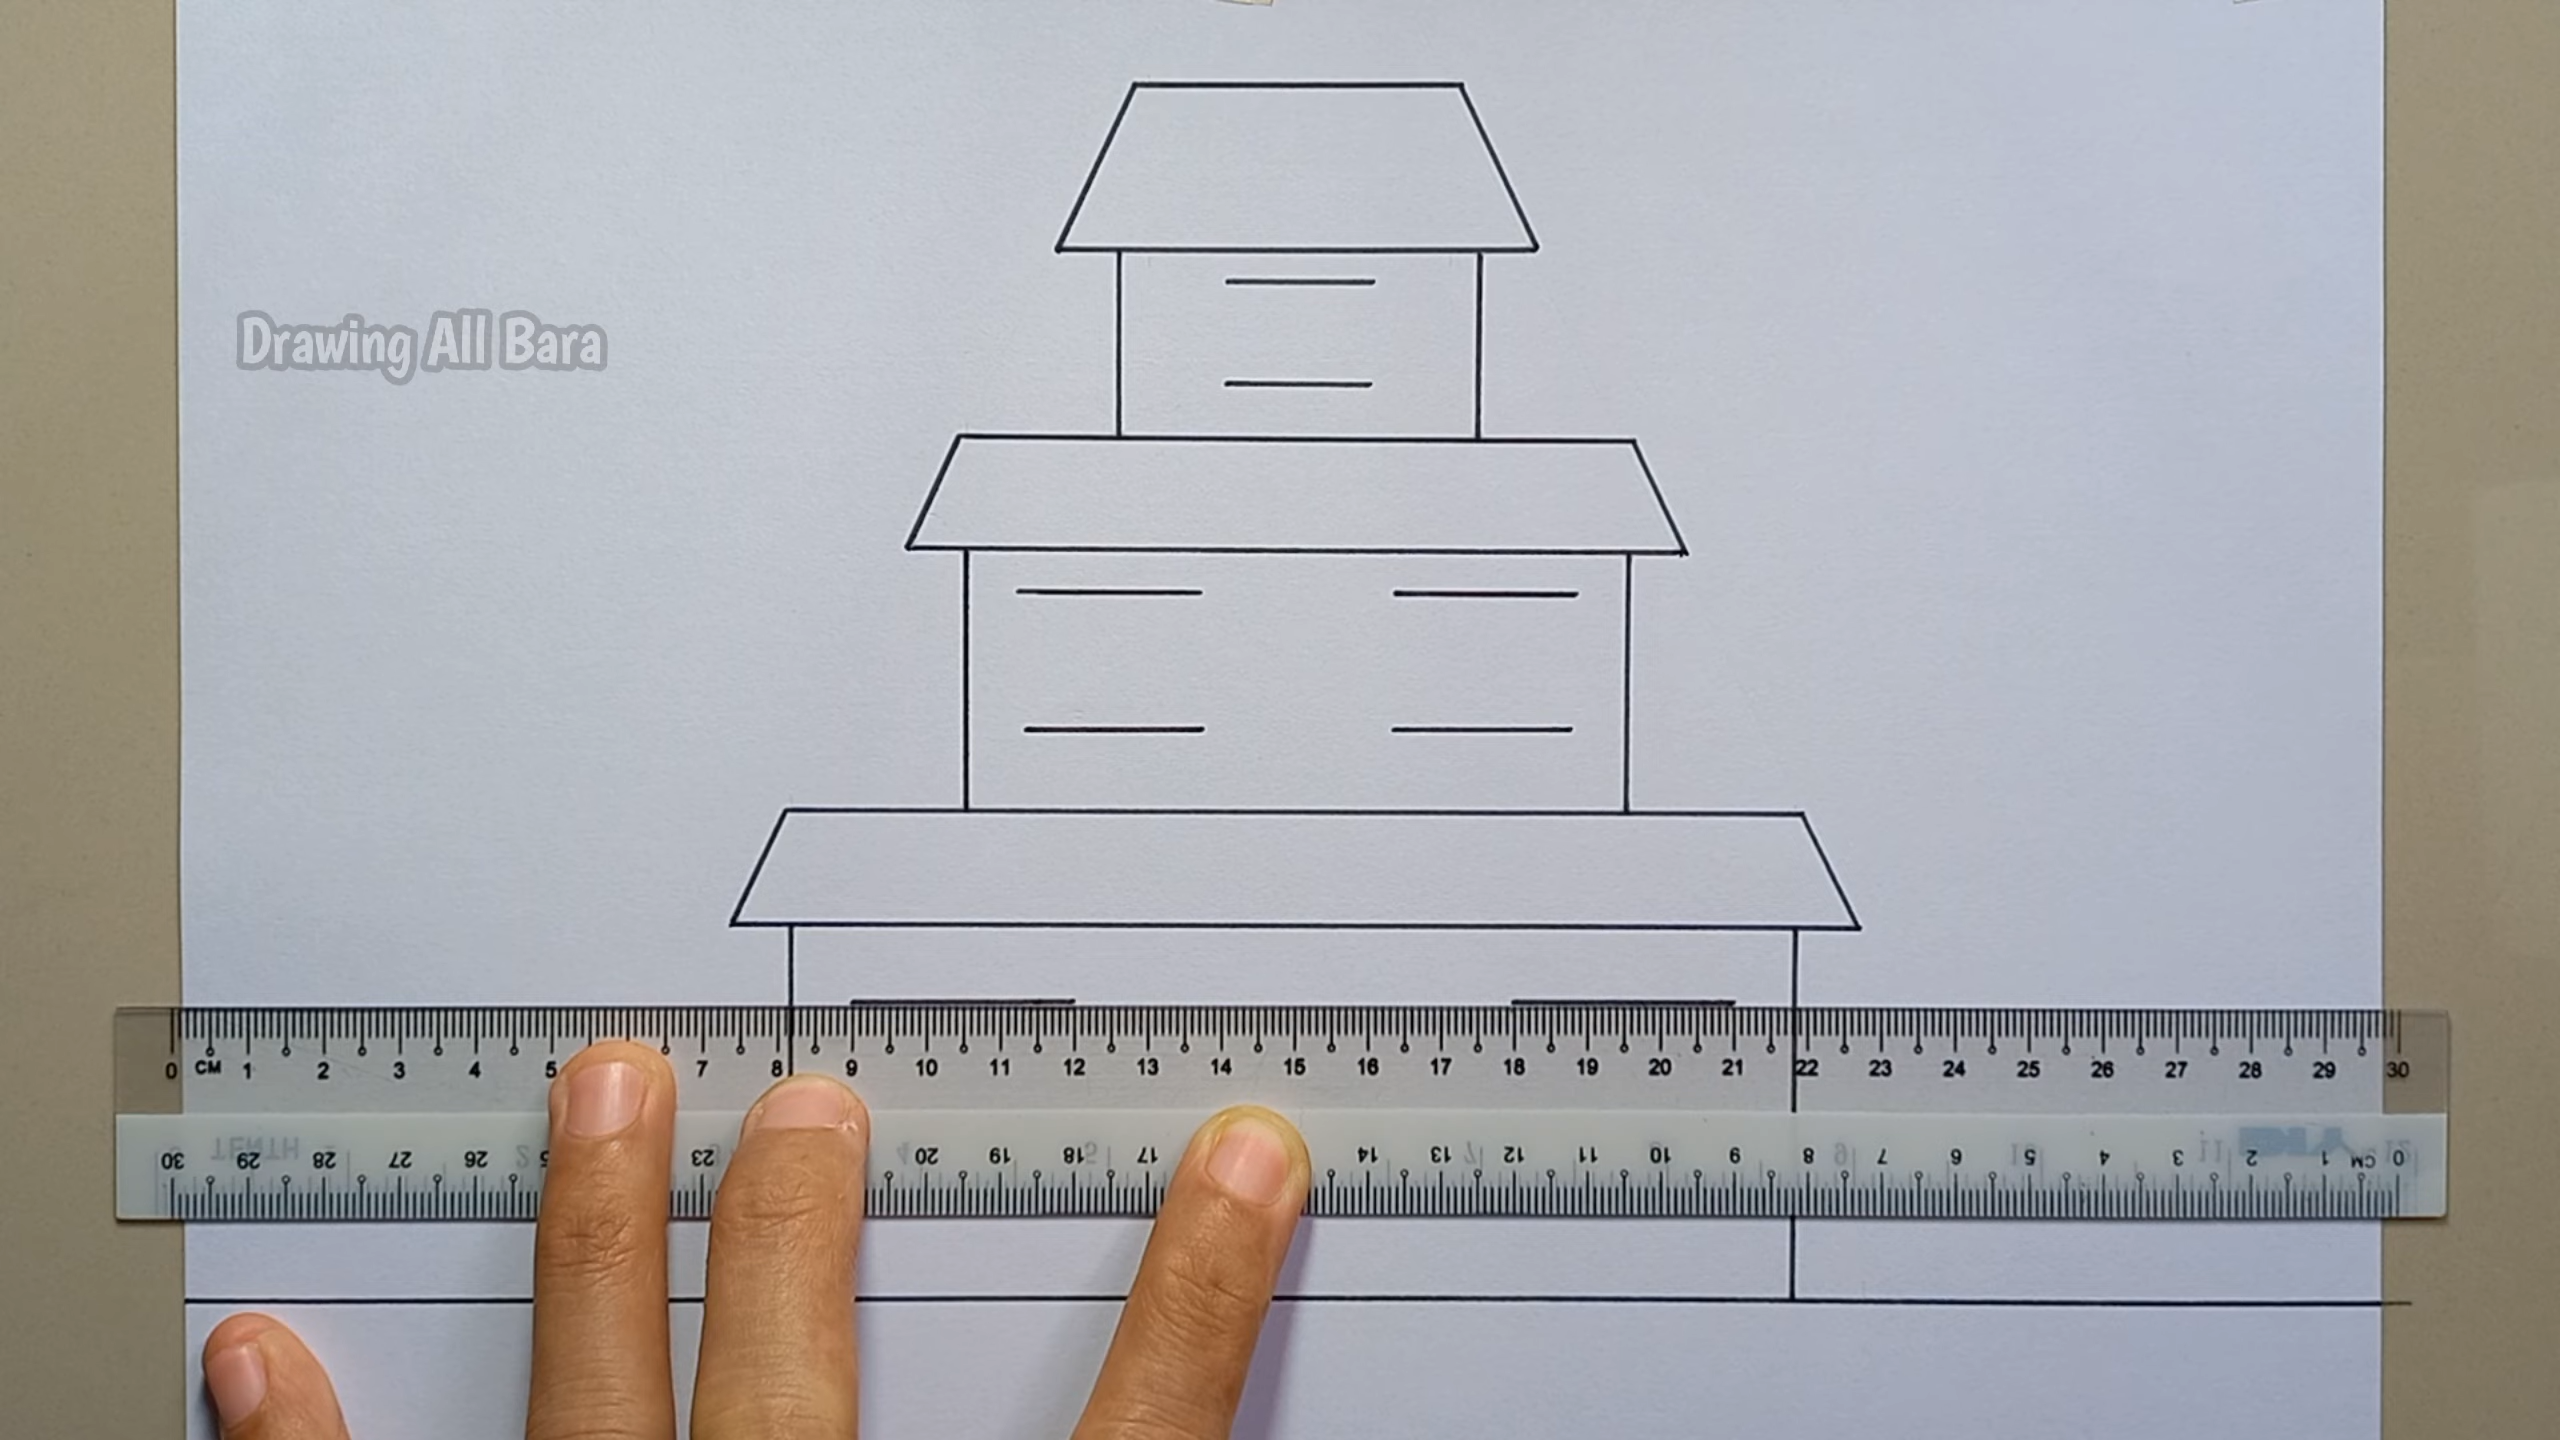 Drawing All Bara
0 CM 1 2 3 4 5 7 8 9 10 11 12 13 14 15 16 17 18 19 20 21 22 23 24 25 26 27 28 29 30
TENTH
30 29 28 27 26 23 20 19 18 17 14 13 12 11 10 9 8 7 6 5 4 3 2 1 CM 0